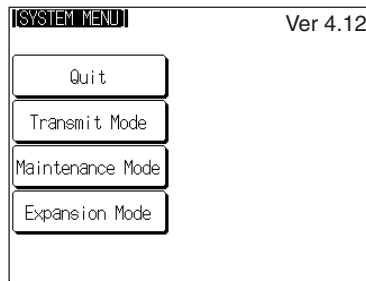 [SYSTEM MENU]
Ver 4.12
Quit
Transmit Mode
Maintenance Mode
Expansion Mode